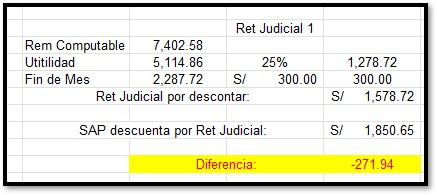 Ret Judicial 1
Rem Computable 7,402.58
Utitilidad 5,114.86 25% 1,278.72
Fin de Mes 2,287.72 S/ 300.00 300.00
Ret Judicial por descontar: S/ 1,578.72
SAP descuenta por Ret Judicial: S/ 1,850.65
Diferencia: -271.94